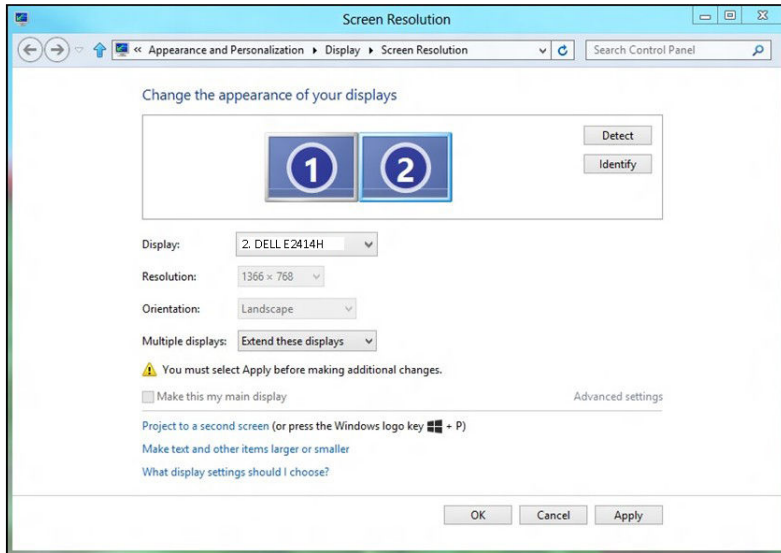 Screen Resolution
« Appearance and Personalization ▸ Display ▸ Screen Resolution
Search Control Panel
Change the appearance of your displays
1 2
Detect
Identify
Display: 2. DELL E2414H
Resolution: 1366 × 768
Orientation: Landscape
Multiple displays: Extend these displays
You must select Apply before making additional changes.
Make this my main display Advanced settings
Project to a second screen (or press the Windows logo key + P)
Make text and other items larger or smaller
What display settings should I choose?
OK Cancel Apply